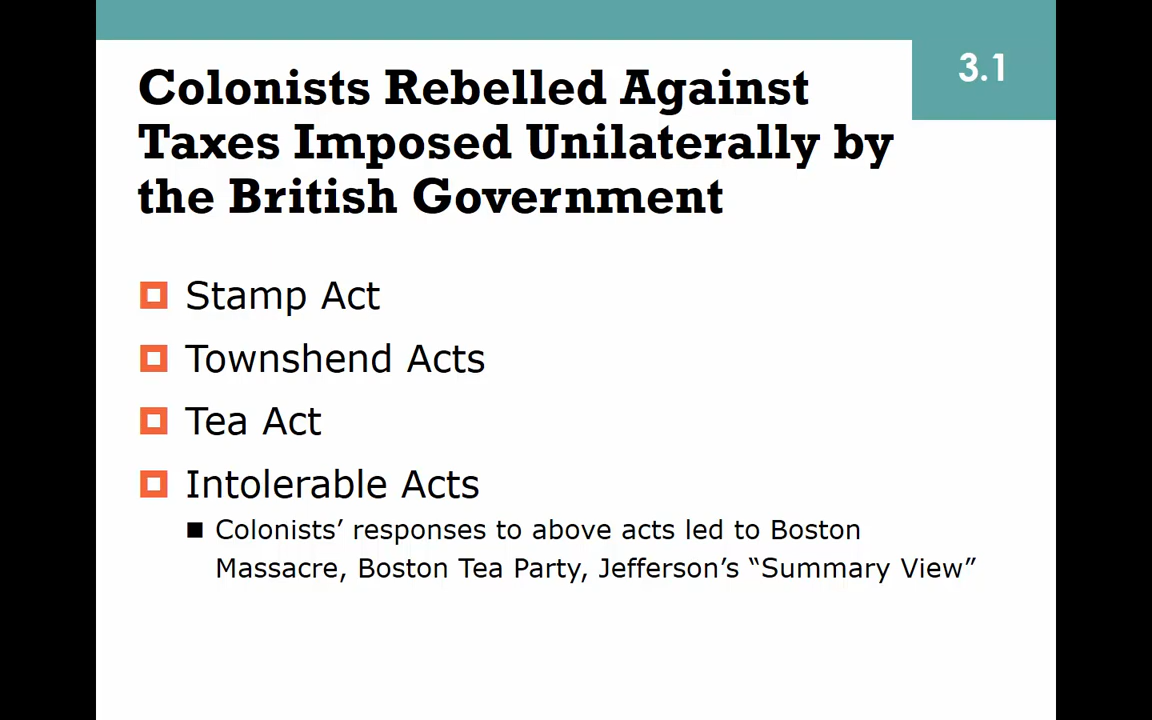 3.1
Colonists Rebelled Against
Taxes Imposed Unilaterally by
the British Government
Stamp Act
Townshend Acts
Tea Act
Intolerable Acts
Colonists’ responses to above acts led to Boston
Massacre, Boston Tea Party, Jefferson’s “Summary View”